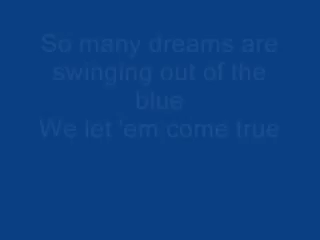 So many dreams are
swinging out of the
blue
We let 'em come true